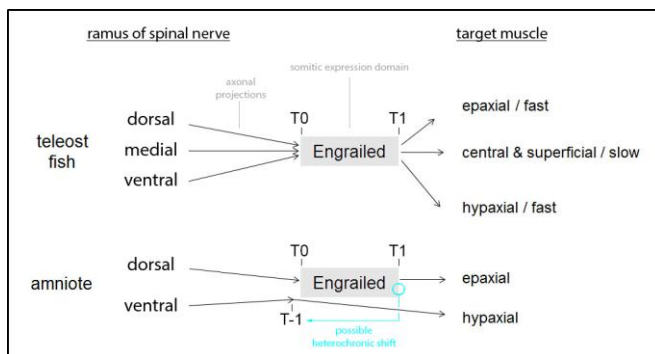 ramus of spinal nerve
target muscle
somitic expression domain
axonal
projections
T0
T1
dorsal
epaxial / fast
teleost
fish
medial
Engrailed
central & superficial / slow
ventral
hypaxial / fast
T0
T1
dorsal
Engrailed
epaxial
amniote
ventral
hypaxial
T-1
possible
heterochronic shift